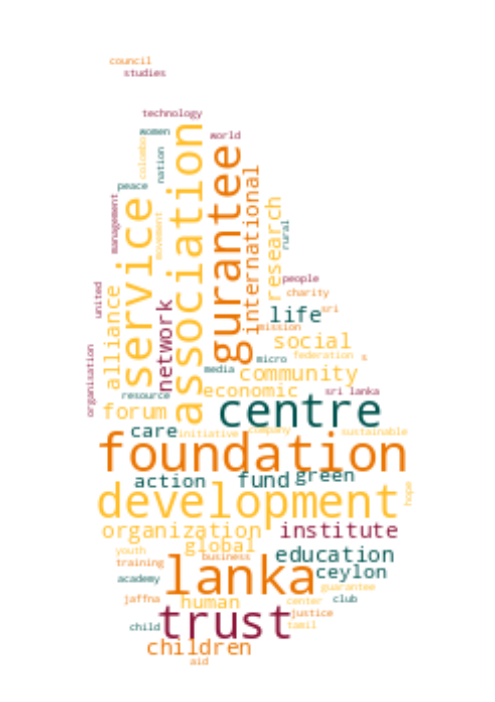 council
studies
technology
women
world
colombo
nation
association
gurantee
peace
international
management
service
movement
research
rural
people
united
charity
alliance
network
life
sri
mission
social
organisation
micro
federation
s
media
community
resource
economic
sri lanka
forum
centre
care
initiative
company
sustainable
foundation
action
fund
green
development
hope
organization
institute
global
youth
business
education
training
lanka
ceylon
academy
guarantee
jaffna
human
center
club
trust
justice
child
tamil
children
aid